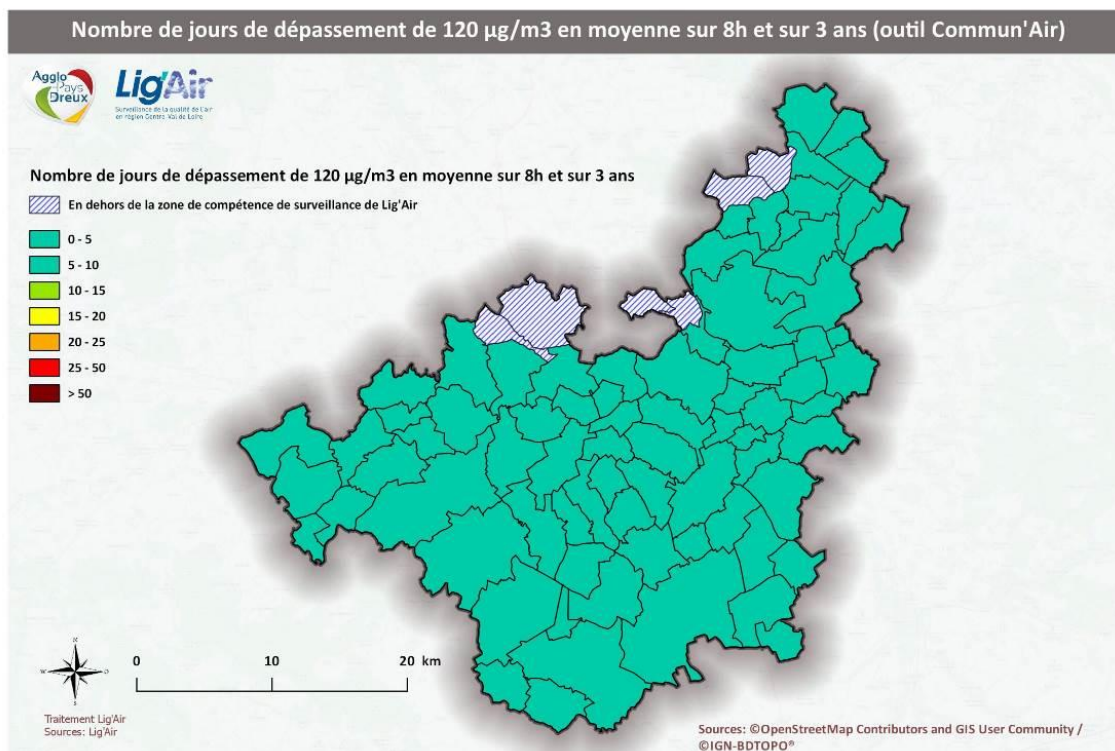 Nombre de jours de dépassement de 120 µg/m3 en moyenne sur 8h et sur 3 ans (outil Commun'Air)
Agglo
Pays
Dreux
Lig'Air
Surveillance de la qualité de l'air
en région Centre-Val de Loire
Nombre de jours de dépassement de 120 µg/m3 en moyenne sur 8h et sur 3 ans
En dehors de la zone de compétence de surveillance de Lig'Air
0 - 5
5 - 10
10 - 15
15 - 20
20 - 25
25 - 50
> 50
N
W O
S
0 10 20 km
Traitement Lig'Air
Sources: Lig'Air
Sources: ©OpenStreetMap Contributors and GIS User Community /
©IGN-BDTOPO®